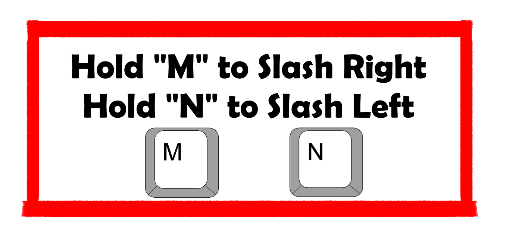 Hold "M" to Slash Right
Hold "N" to Slash Left
M N